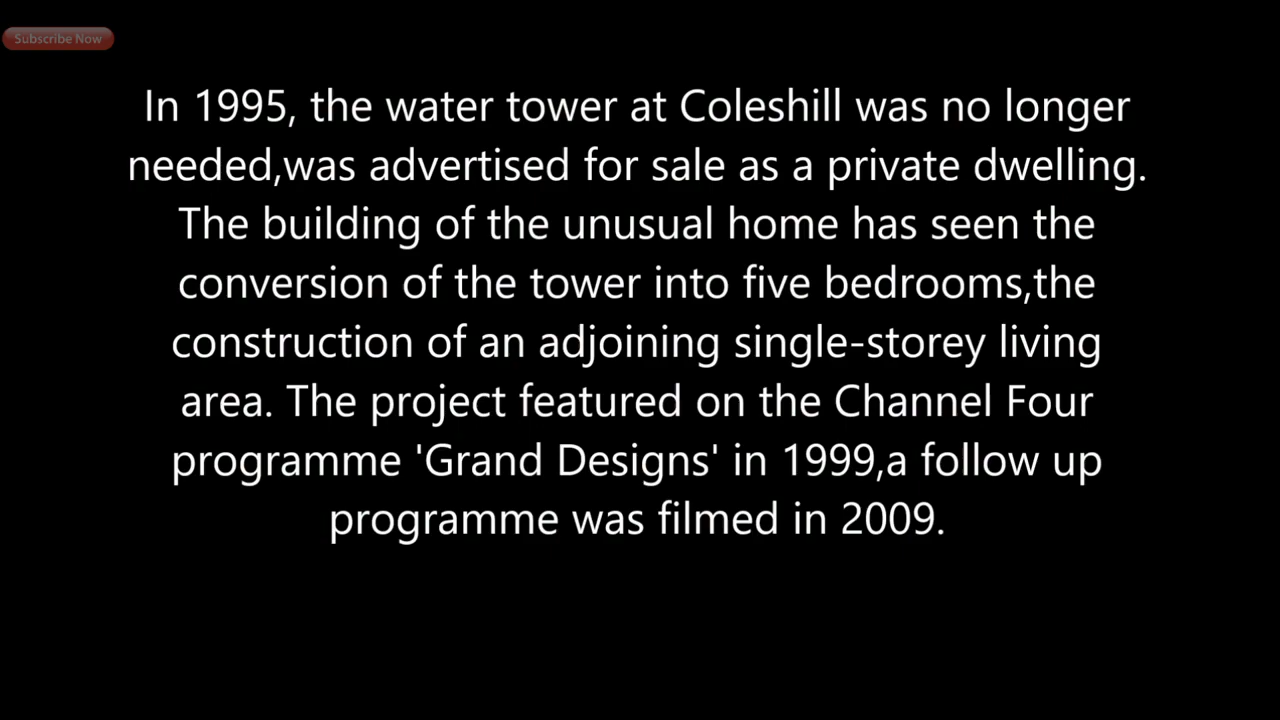 Subscribe Now
In 1995, the water tower at Coleshill was no longer
needed,was advertised for sale as a private dwelling.
The building of the unusual home has seen the
conversion of the tower into five bedrooms,the
construction of an adjoining single-storey living
area. The project featured on the Channel Four
programme 'Grand Designs' in 1999,a follow up
programme was filmed in 2009.